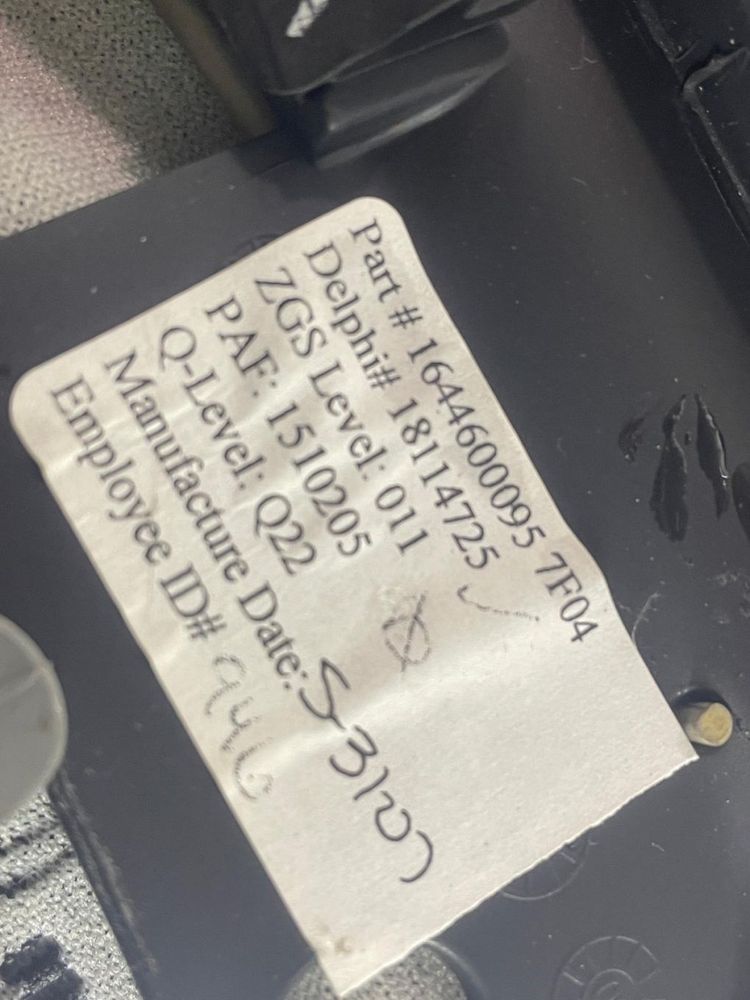 Part # 1644600095 7F04
Delphi# 18114725
ZGS Level: 011
PAF: 1510205
Q-Level: Q22
Manufacture Date:
Employee ID#